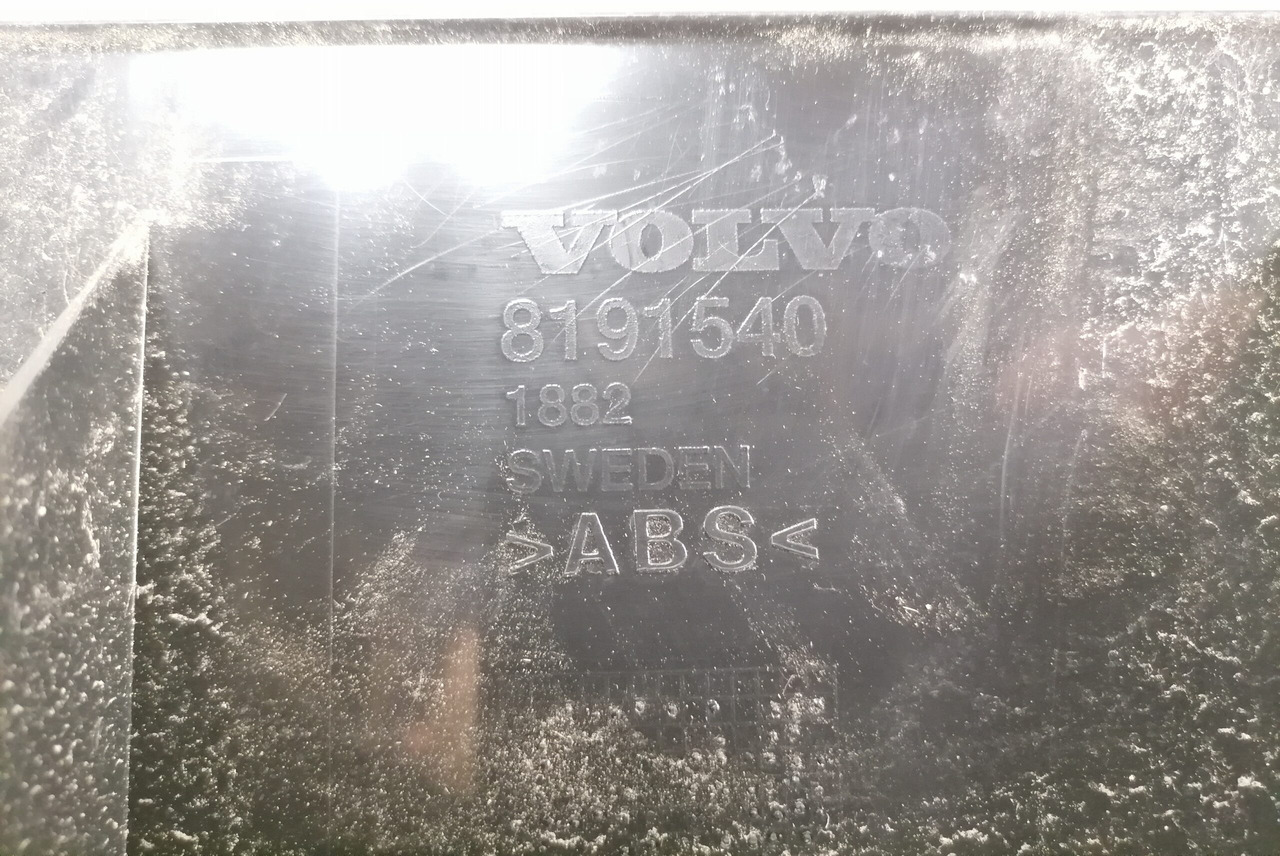 VOLVO
8191540
1882
SWEDEN
>ABS<